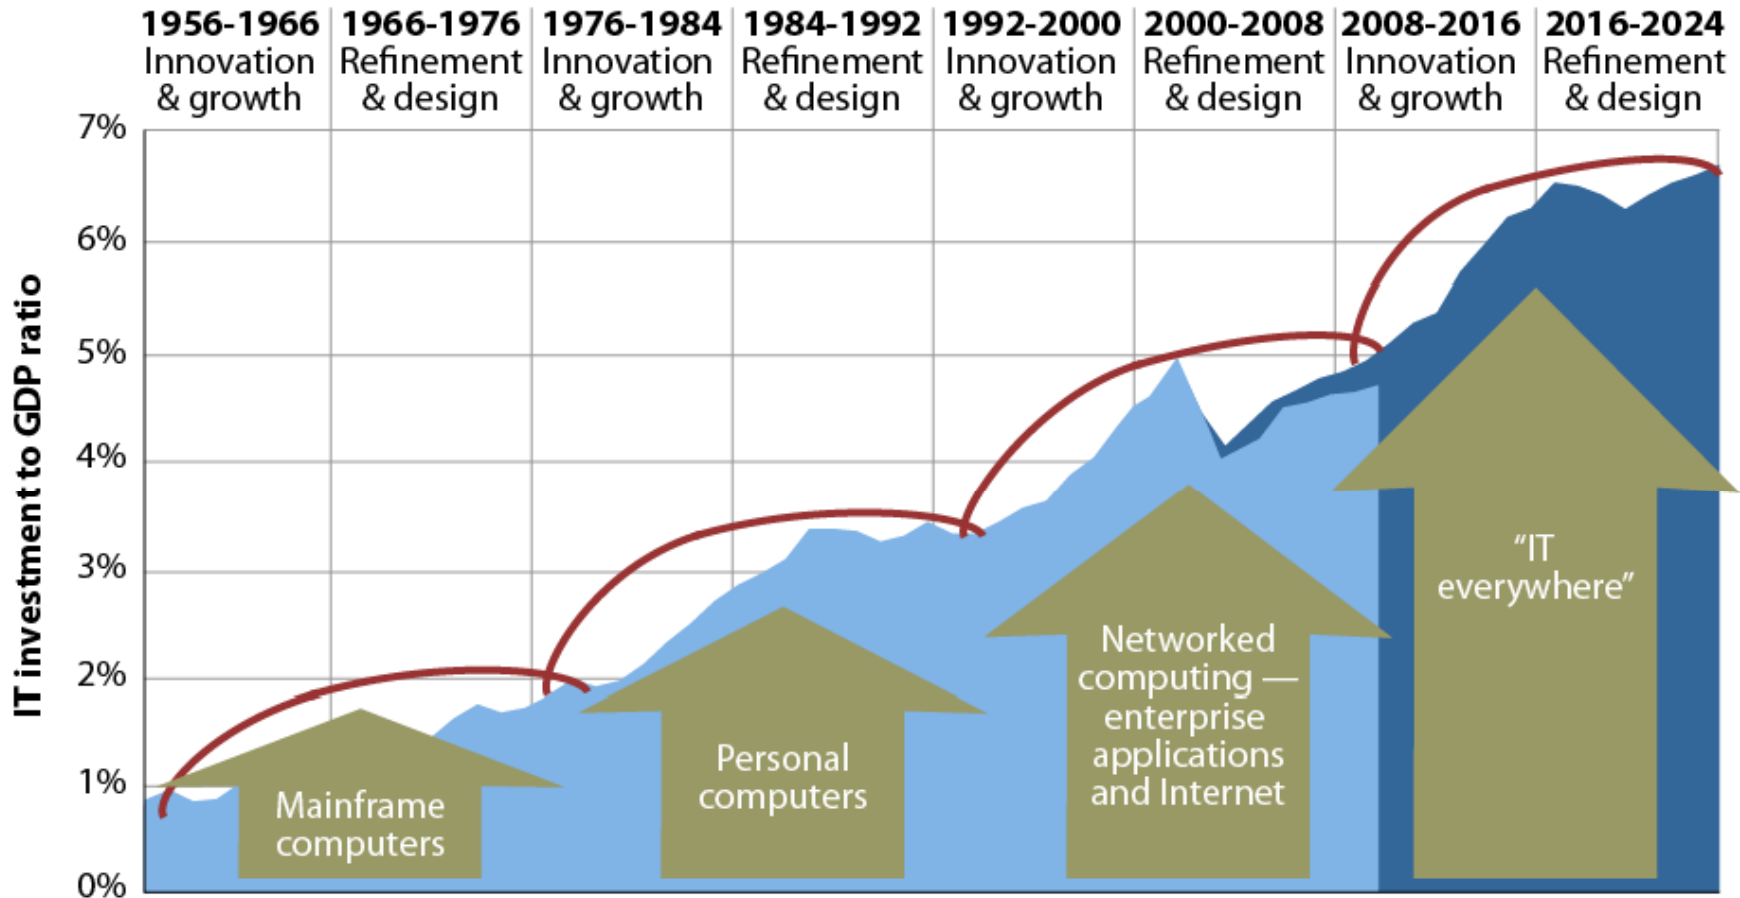 1956-1966 1966-1976 1976-1984 1984-1992 1992-2000 2000-2008 2008-2016 2016-2024
Innovation Refinement Innovation Refinement Innovation Refinement Innovation Refinement
& growth & design & growth & design & growth & design & growth & design
7%
6%
5%
4%
3%
2%
1%
0%
IT investment to GDP ratio
Mainframe
computers
Personal
computers
Networked
computing —
enterprise
applications
and Internet
“IT
everywhere”